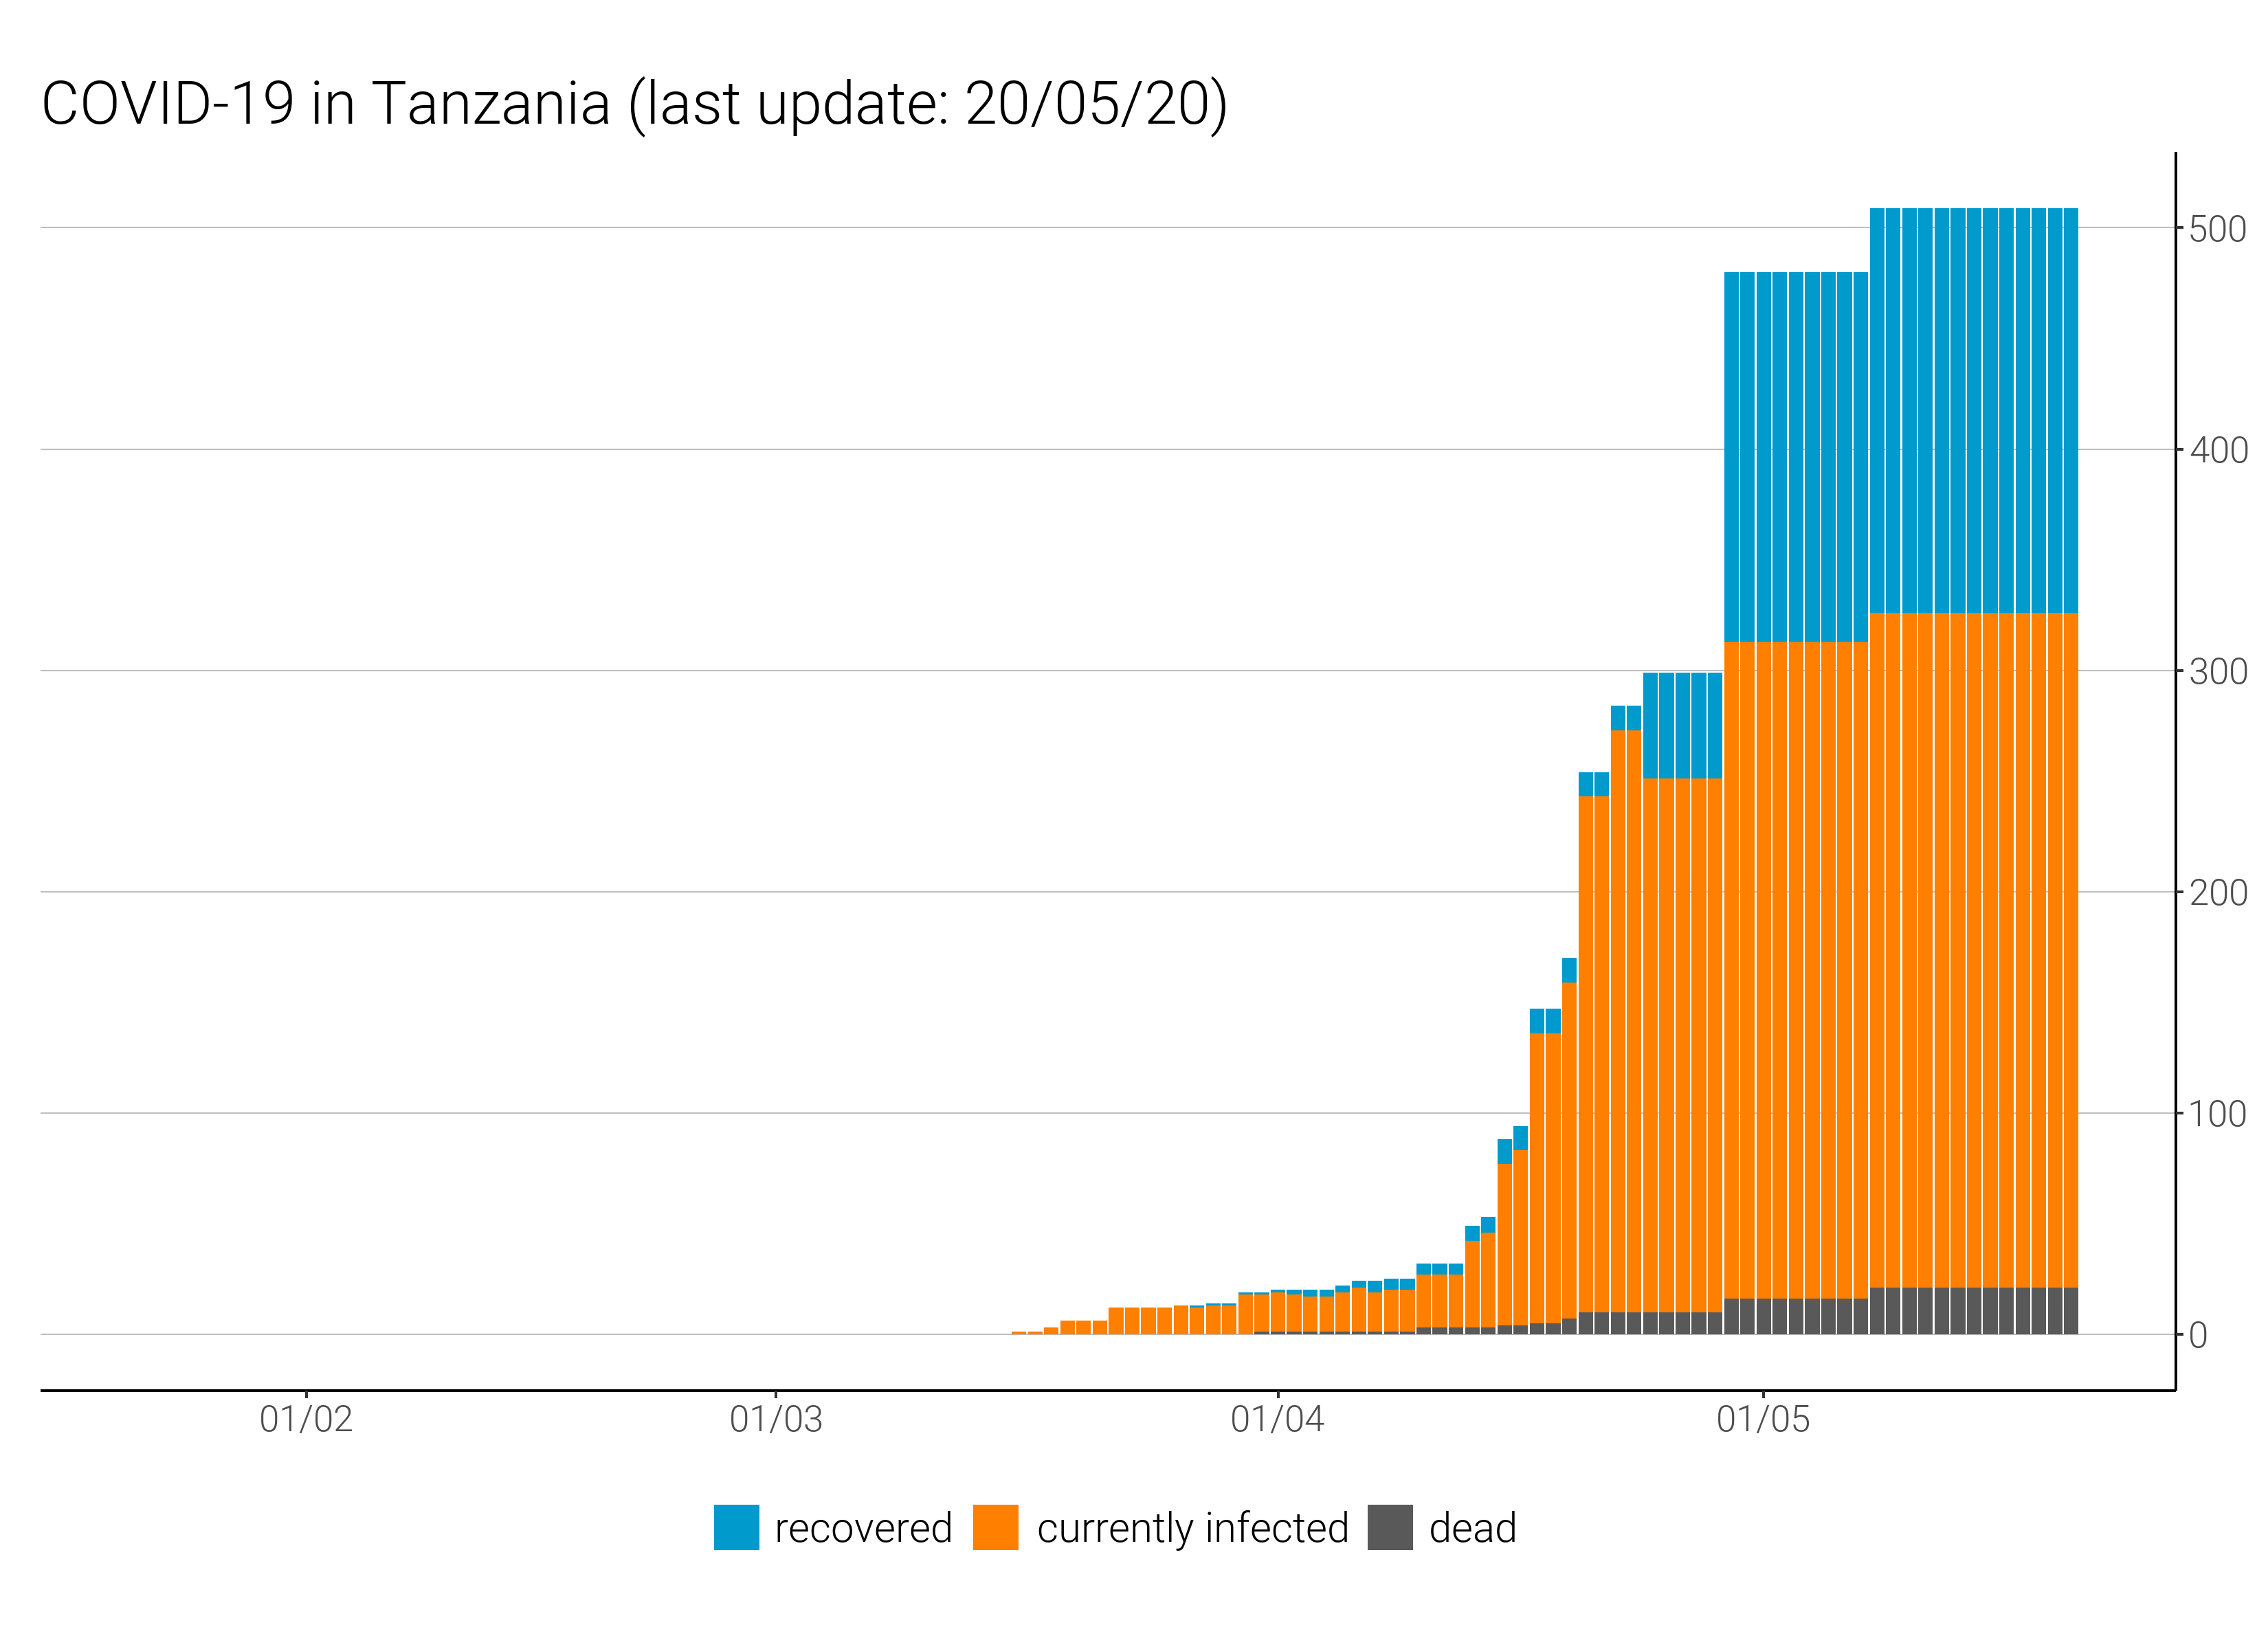 COVID-19 in Tanzania (last update: 20/05/20)
500
400
300
200
100
0
01/02 01/03 01/04 01/05
recovered currently infected dead